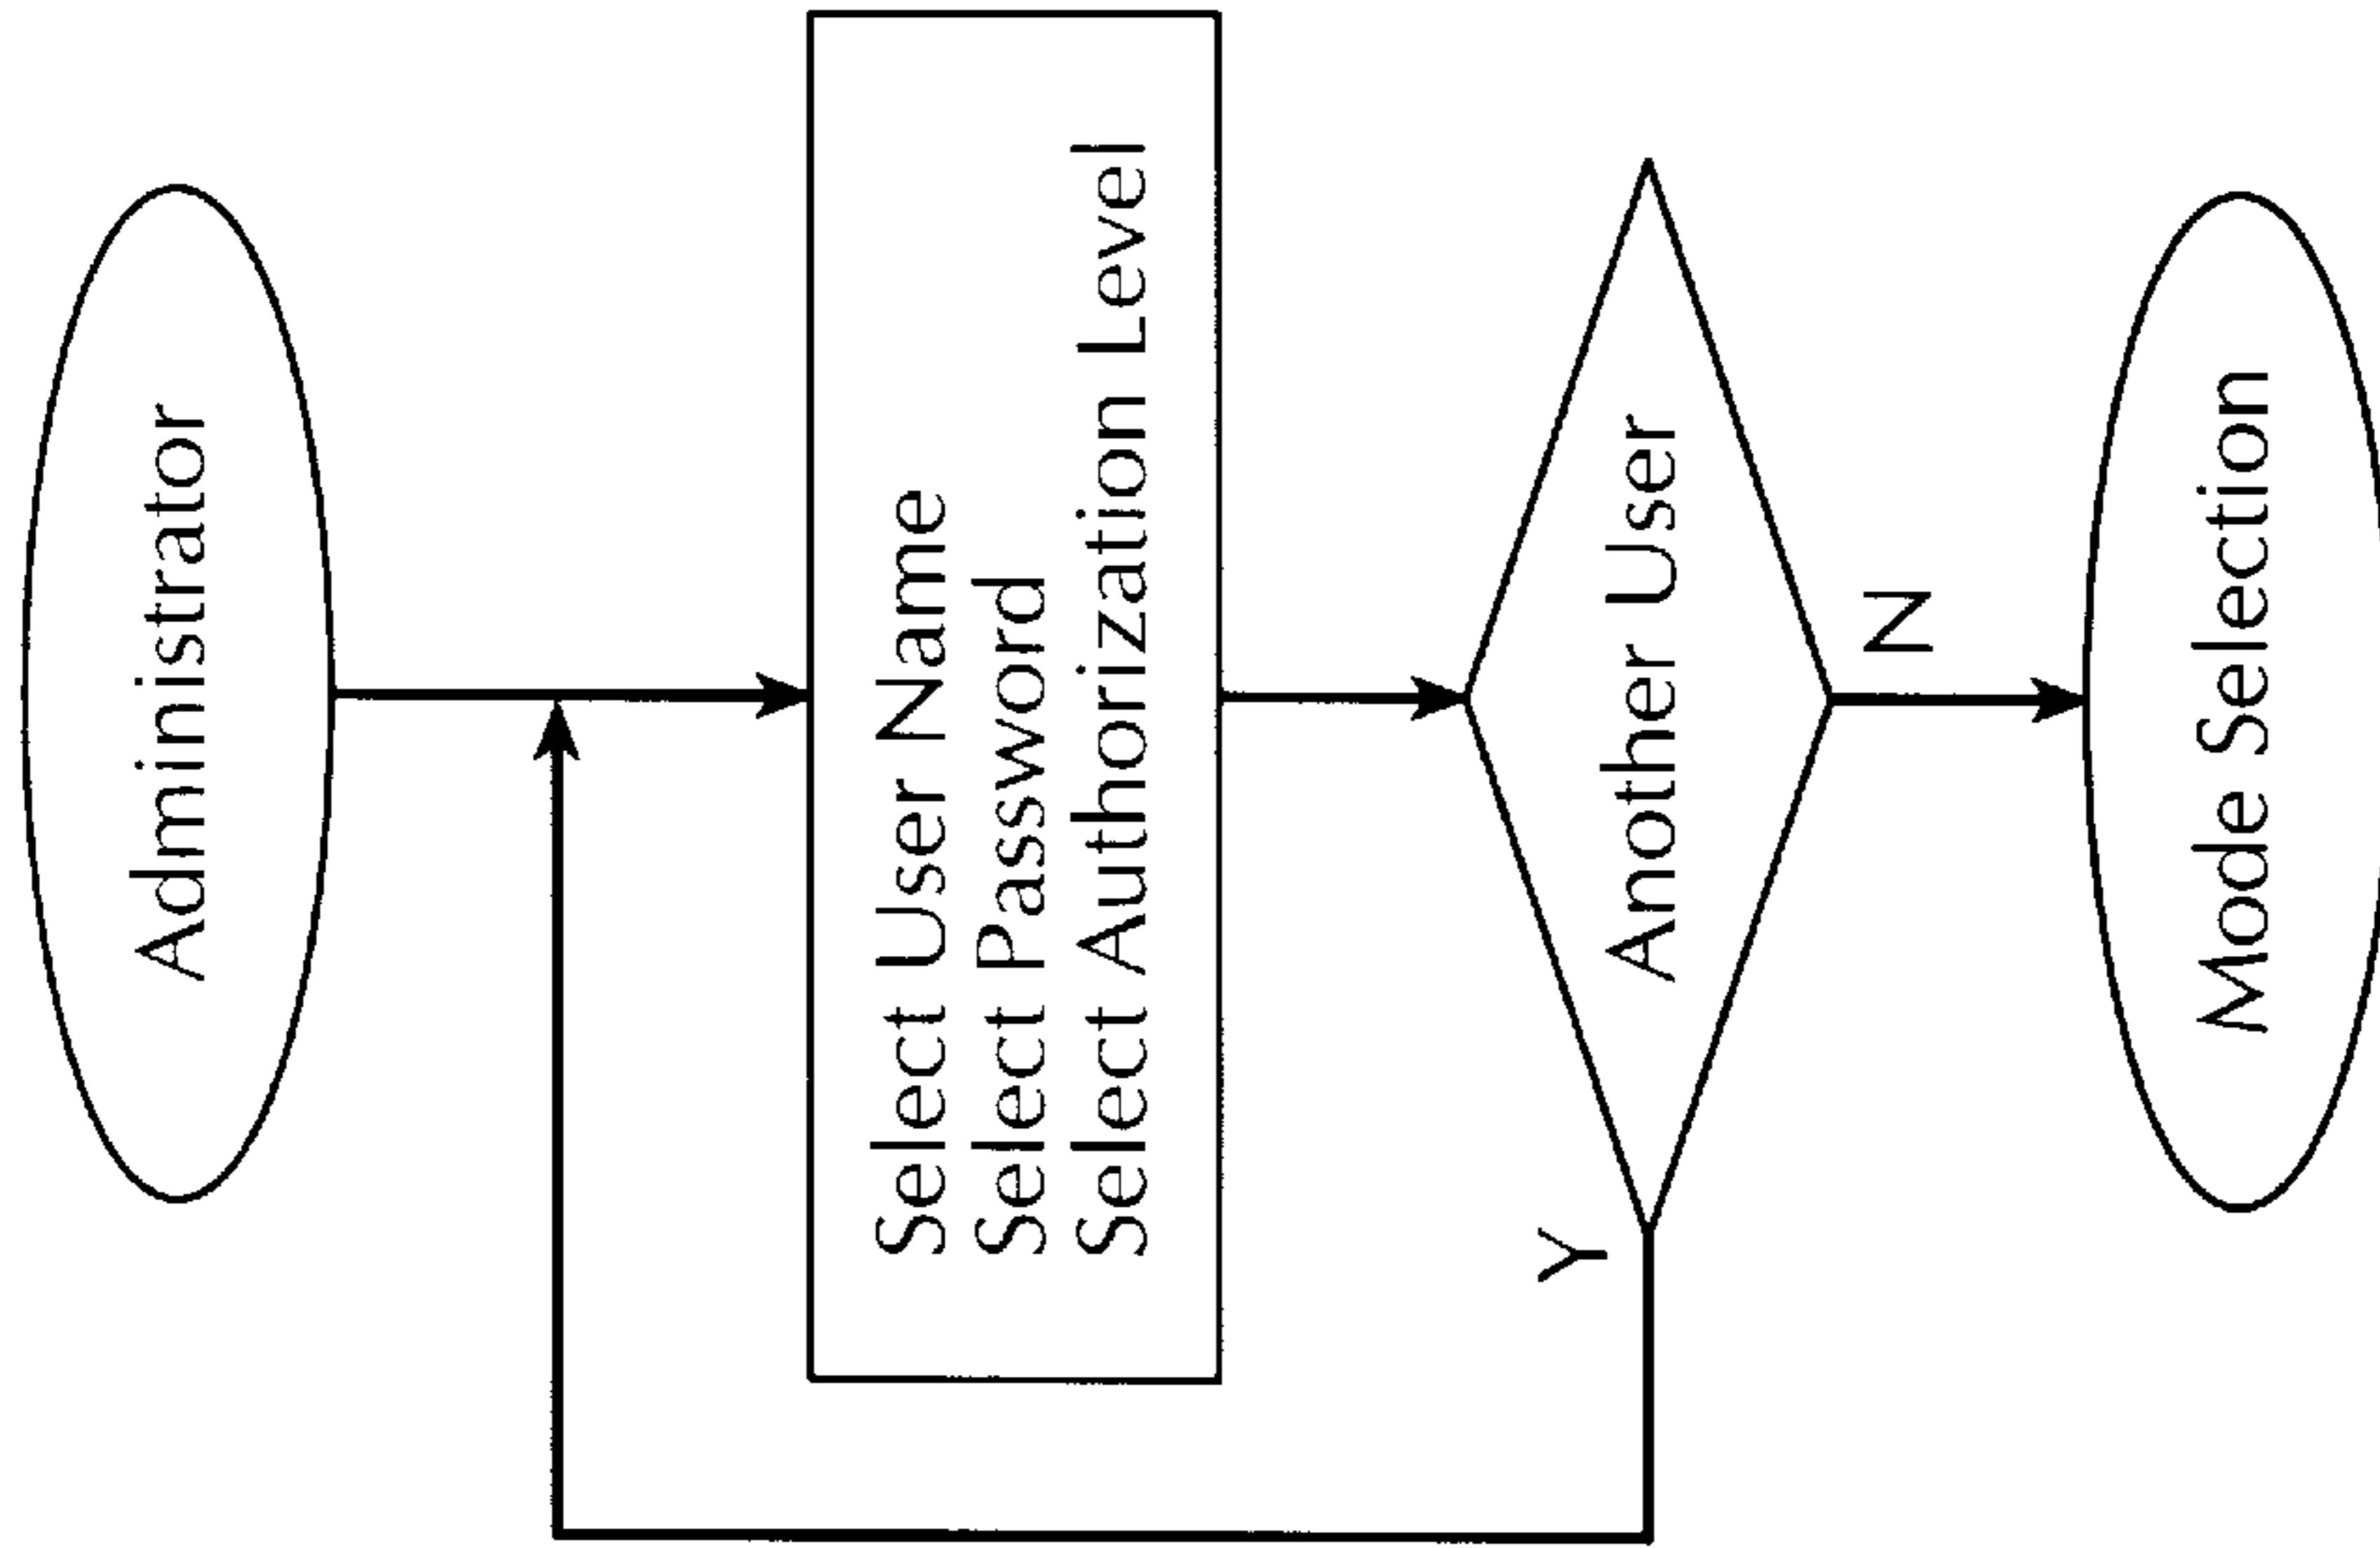 Administrator
Select User Name
Select Password
Select Authorization Level
Another User
Y
N
Mode Selection